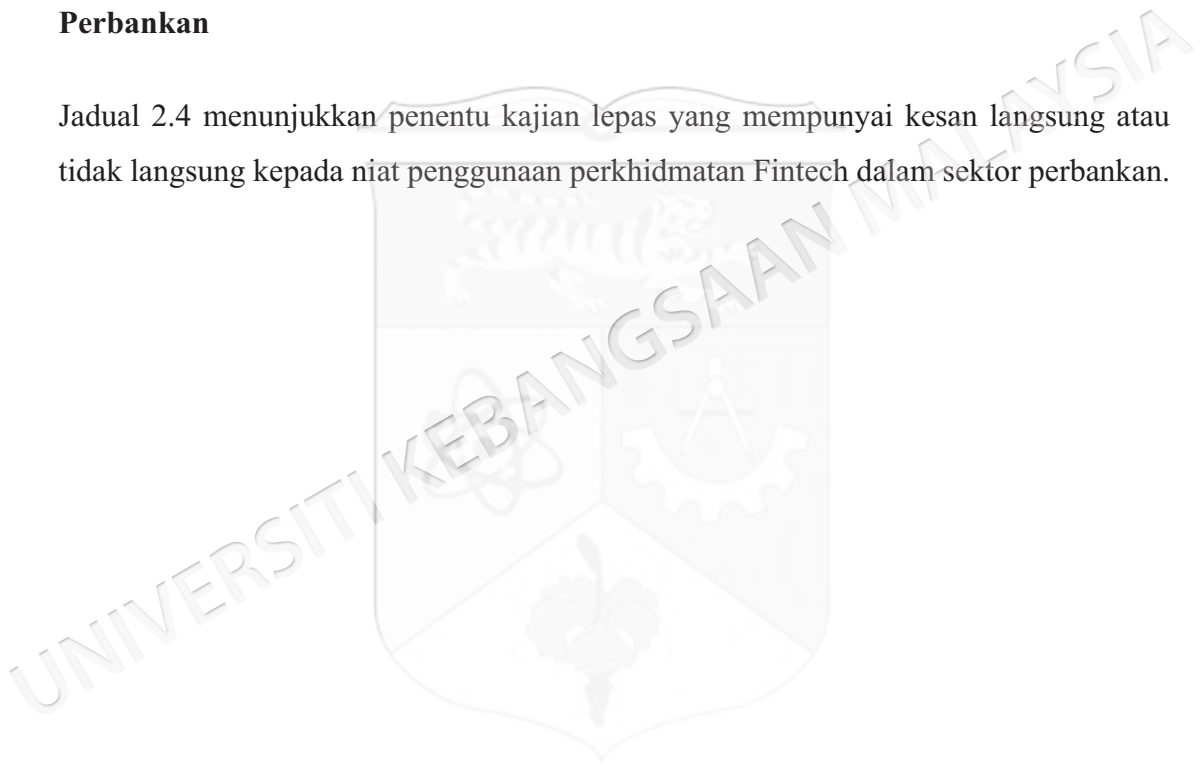 Perbankan
Jadual 2.4 menunjukkan penentu kajian lepas yang mempunyai kesan langsung atau
tidak langsung kepada niat penggunaan perkhidmatan Fintech dalam sektor perbankan.
UNIVERSITI KEBANGSAAN MALAYSIA